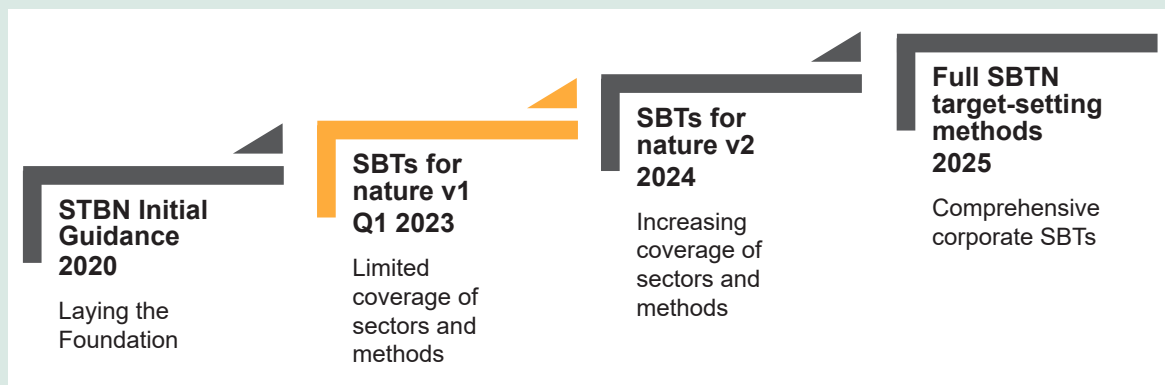 STBN Initial
Guidance
2020
Laying the
Foundation
SBTs for
nature v1
Q1 2023
Limited
coverage of
sectors and
methods
SBTs for
nature v2
2024
Increasing
coverage of
sectors and
methods
Full SBTN
target-setting
methods
2025
Comprehensive
corporate SBTs